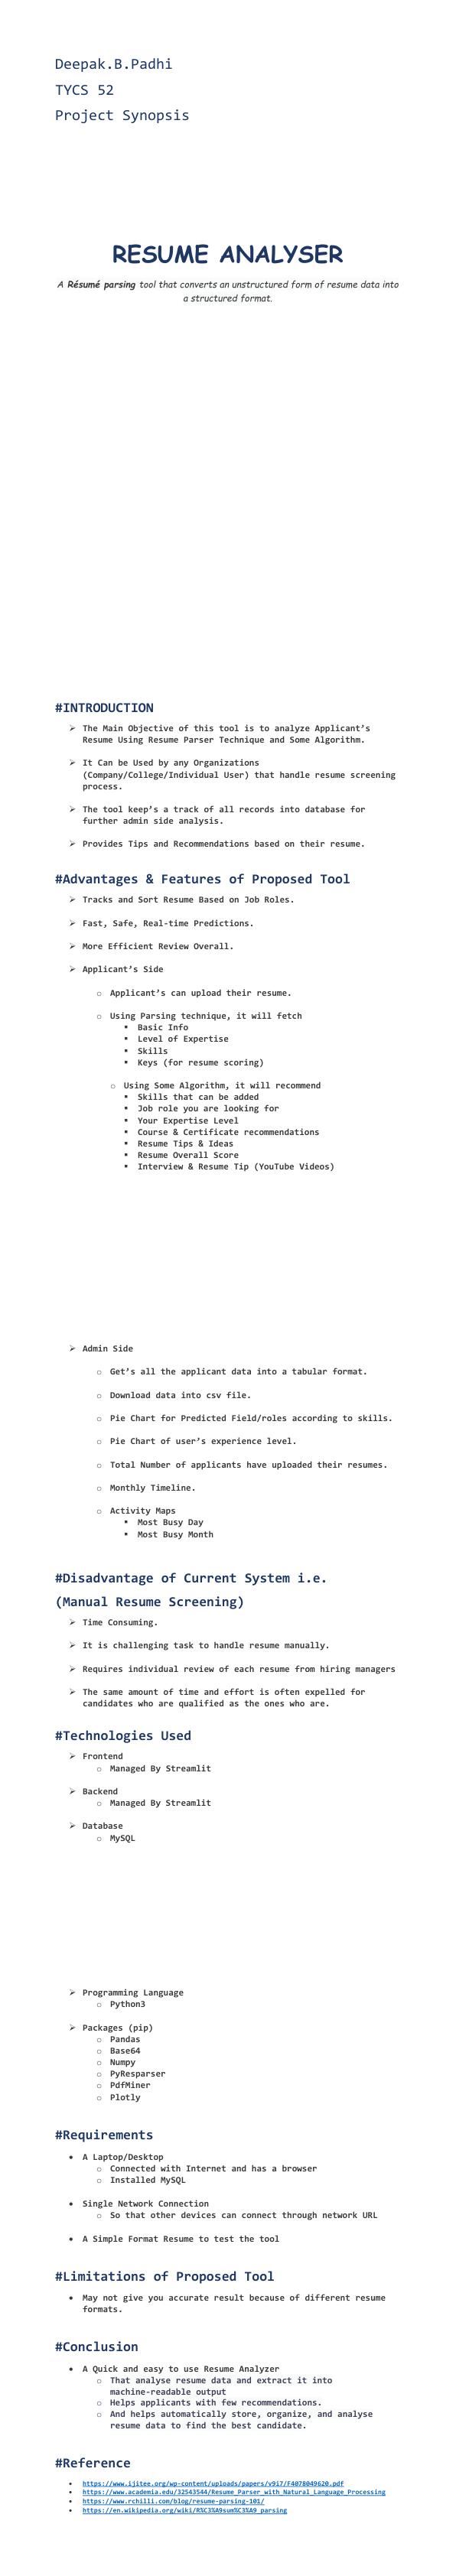 Deepak.B.Padhi
TYCS 52
Project Synopsis
RESUME ANALYSER
A Résumé parsing tool that converts an unstructured form of resume data into
a structured format.
#INTRODUCTION
➢ The Main Objective of this tool is to analyze Applicant’s
Resume Using Resume Parser Technique and Some Algorithm.
➢ It Can be Used by any Organizations
(Company/College/Individual User) that handle resume screening
process.
➢ The tool keep’s a track of all records into database for
further admin side analysis.
➢ Provides Tips and Recommendations based on their resume.
#Advantages & Features of Proposed Tool
➢ Tracks and Sort Resume Based on Job Roles.
➢ Fast, Safe, Real-time Predictions.
➢ More Efficient Review Overall.
➢ Applicant’s Side
o Applicant’s can upload their resume.
o Using Parsing technique, it will fetch
▪ Basic Info
▪ Level of Expertise
▪ Skills
▪ Keys (for resume scoring)
o Using Some Algorithm, it will recommend
▪ Skills that can be added
▪ Job role you are looking for
▪ Your Expertise Level
▪ Course & Certificate recommendations
▪ Resume Tips & Ideas
▪ Resume Overall Score
▪ Interview & Resume Tip (YouTube Videos)
➢ Admin Side
o Get’s all the applicant data into a tabular format.
o Download data into csv file.
o Pie Chart for Predicted Field/roles according to skills.
o Pie Chart of user’s experience level.
o Total Number of applicants have uploaded their resumes.
o Monthly Timeline.
o Activity Maps
▪ Most Busy Day
▪ Most Busy Month
#Disadvantage of Current System i.e.
(Manual Resume Screening)
➢ Time Consuming.
➢ It is challenging task to handle resume manually.
➢ Requires individual review of each resume from hiring managers
➢ The same amount of time and effort is often expelled for
candidates who are qualified as the ones who are.
#Technologies Used
➢ Frontend
o Managed By Streamlit
➢ Backend
o Managed By Streamlit
➢ Database
o MySQL
➢ Programming Language
o Python3
➢ Packages (pip)
o Pandas
o Base64
o Numpy
o PyResparser
o PdfMiner
o Plotly
#Requirements
• A Laptop/Desktop
o Connected with Internet and has a browser
o Installed MySQL
• Single Network Connection
o So that other devices can connect through network URL
• A Simple Format Resume to test the tool
#Limitations of Proposed Tool
• May not give you accurate result because of different resume
formats.
#Conclusion
• A Quick and easy to use Resume Analyzer
o That analyse resume data and extract it into
machine-readable output
o Helps applicants with few recommendations.
o And helps automatically store, organize, and analyse
resume data to find the best candidate.
#Reference
• https://www.ijitee.org/wp-content/uploads/papers/v9i7/F4078049620.pdf
• https://www.academia.edu/32543544/Resume_Parser_with_Natural_Language_Processing
• https://www.rchilli.com/blog/resume-parsing-101/
• https://en.wikipedia.org/wiki/R%C3%A9sum%C3%A9_parsing